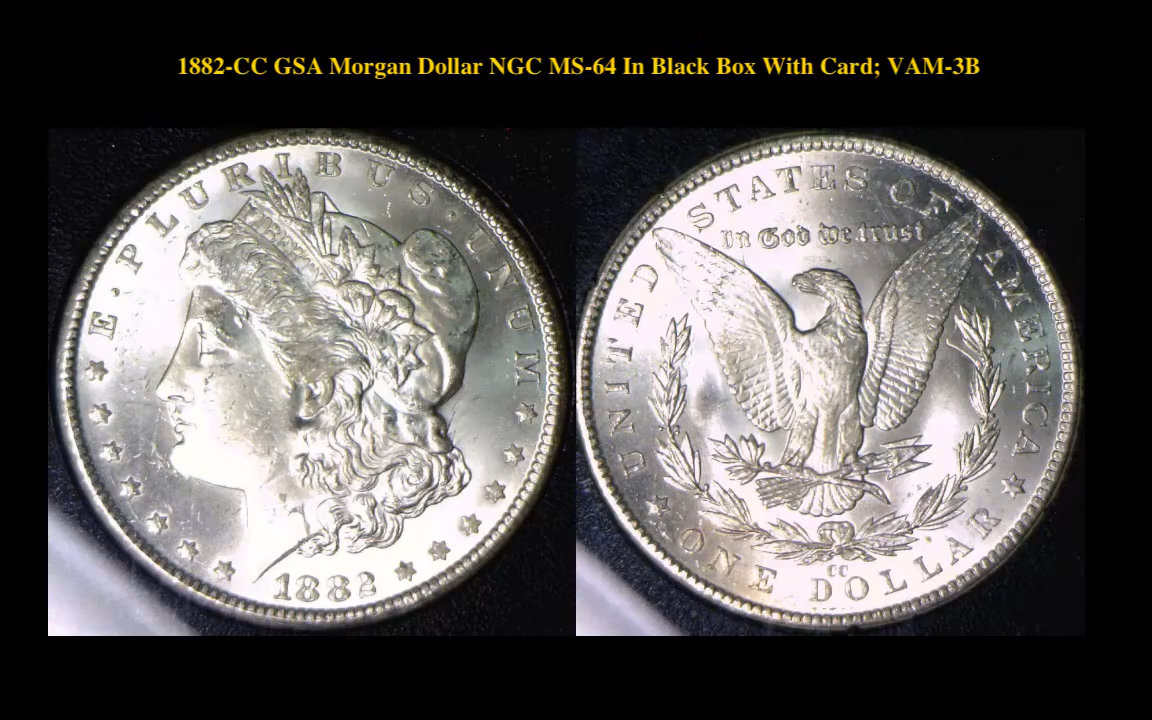 1882-CC GSA Morgan Dollar NGC MS-64 In Black Box With Card; VAM-3B
E·PLURIBUS·UNUM
1882
UNITED STATES OF AMERICA
In God we trust
CC
ONE DOLLAR